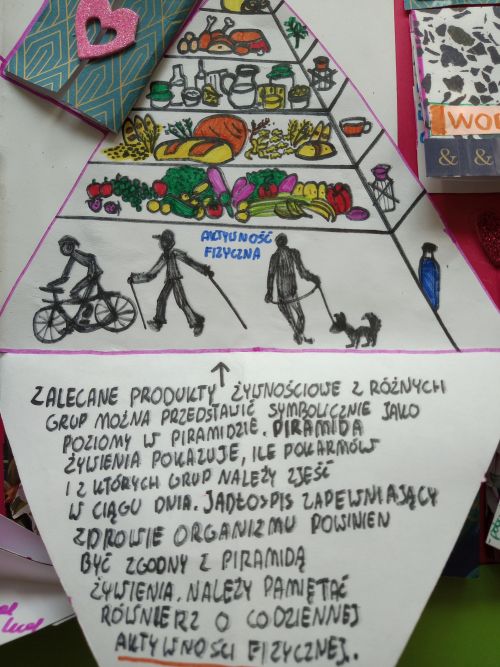 WO
& &
AKTYWNOŚĆ
FIZYCZNA
ZALECANE PRODUKTY ŻYWNOŚCIOWE Z RÓŻNYCH
GRUP MOŻNA PRZEDSTAWIĆ SYMBOLICZNIE JAKO
POZIOMY W PIRAMIDZIE. PIRAMIDA
ŻYWIENIA POKAZUJE, ILE POKARMÓW
I Z KTÓRYCH GRUP NALEŻY ZJEŚĆ
W CIĄGU DNIA. JADŁOSPIS ZAPEWNIAJĄCY
ZDROWIE ORGANIZMU POWINIEN
BYĆ ZGODNY Z PIRAMIDĄ
ŻYWIENIA. NALEŻY PAMIĘTAĆ
RÓWNIERZ O CODZIENNEJ
AKTYWNOŚCI FIZYCZNEJ.